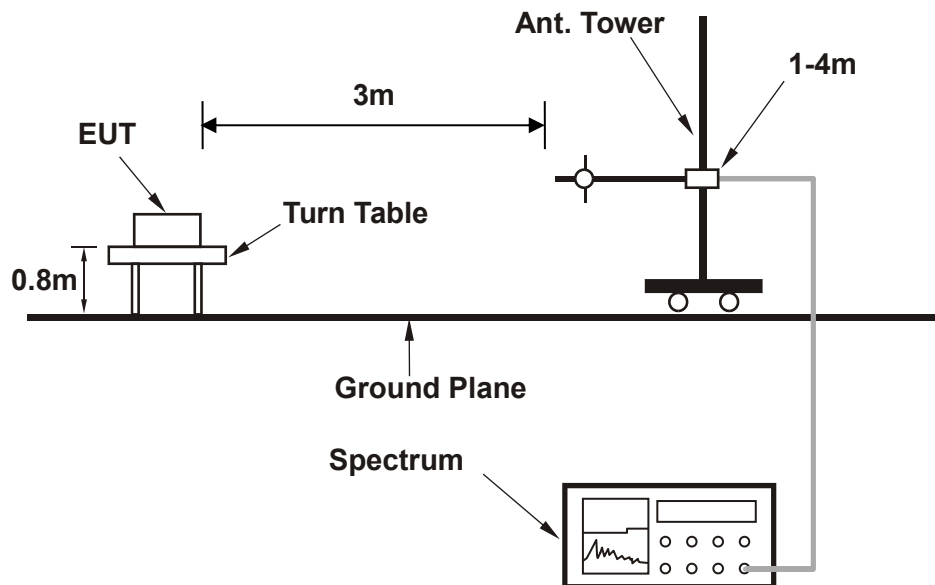 Ant. Tower
1-4m
3m
EUT
Turn Table
0.8m
Ground Plane
Spectrum